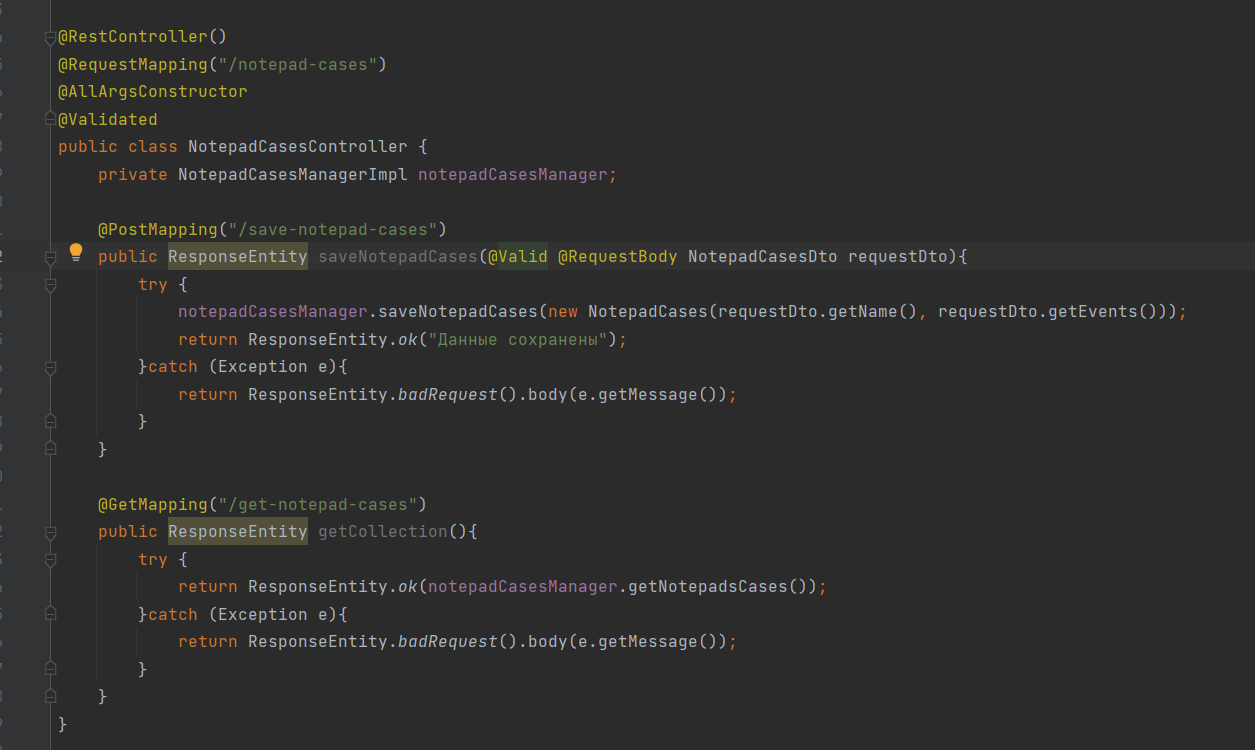 @RestController()
@RequestMapping("/notepad-cases")
@AllArgsConstructor
@Validated
public class NotepadCasesController {
private NotepadCasesManagerImpl notepadCasesManager;
@PostMapping("/save-notepad-cases")
public ResponseEntity saveNotepadCases(@Valid @RequestBody NotepadCasesDto requestDto){
try {
notepadCasesManager.saveNotepadCases(new NotepadCases(requestDto.getName(), requestDto.getEvents()));
return ResponseEntity.ok("Данные сохранены");
}catch (Exception e){
return ResponseEntity.badRequest().body(e.getMessage());
}
}
@GetMapping("/get-notepad-cases")
public ResponseEntity getCollection(){
try {
return ResponseEntity.ok(notepadCasesManager.getNotepadsCases());
}catch (Exception e){
return ResponseEntity.badRequest().body(e.getMessage());
}
}
}